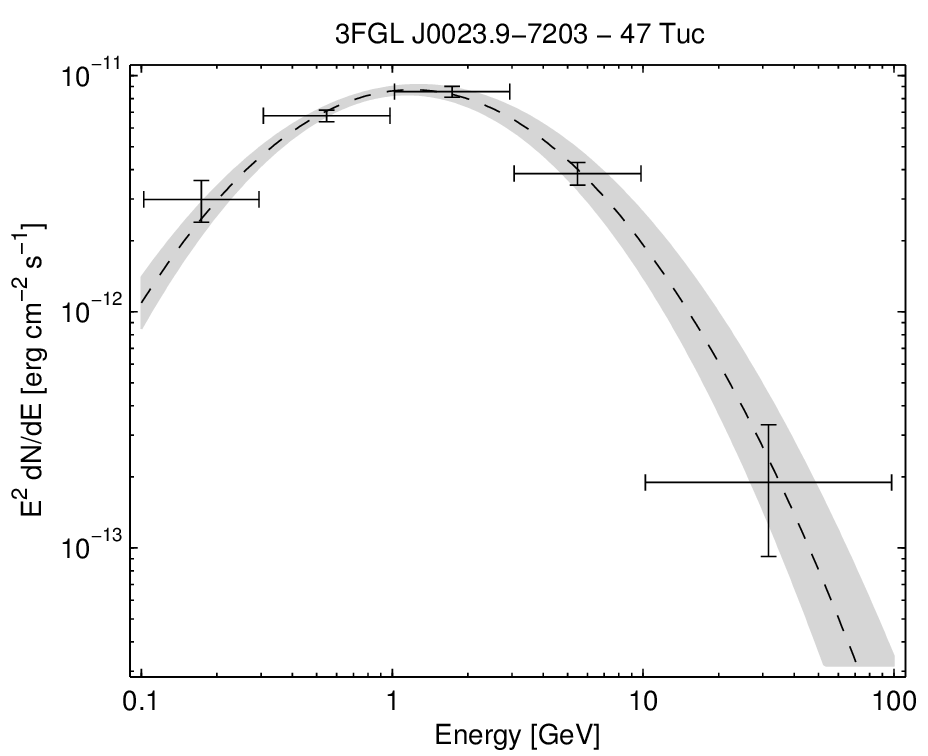 3FGL J0023.9−7203 − 47 Tuc
10⁻¹¹
10⁻¹²
10⁻¹³
E² dN/dE [erg cm⁻² s⁻¹]
0.1
1
10
100
Energy [GeV]